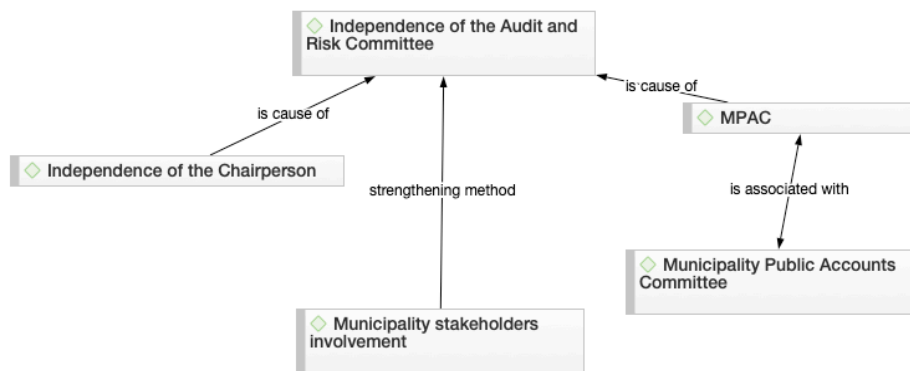 Independence of the Audit and
Risk Committee
is cause of
is cause of
MPAC
Independence of the Chairperson
strengthening method
is associated with
Municipality Public Accounts
Committee
Municipality stakeholders
involvement